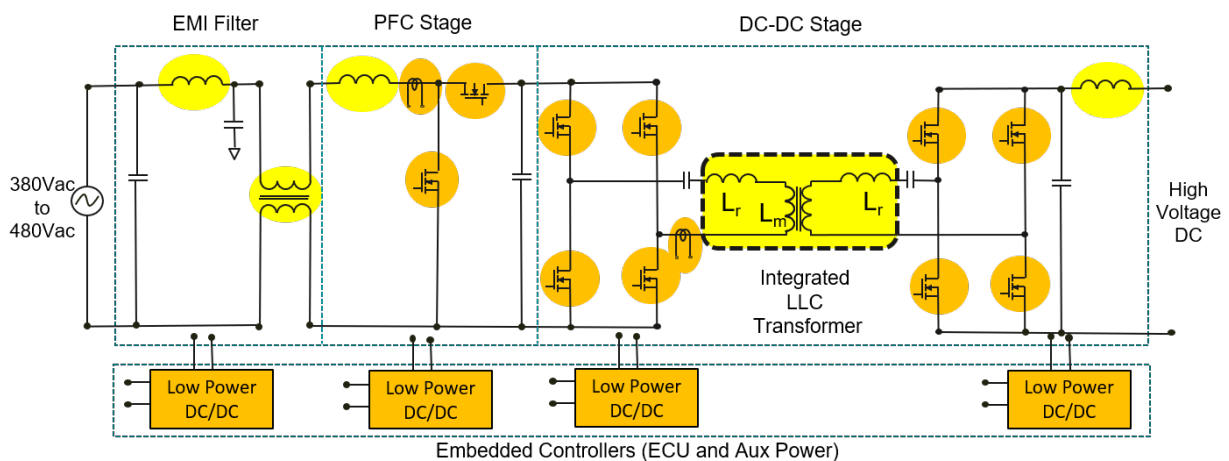 EMI Filter
PFC Stage
DC-DC Stage
380Vac
to
480Vac
Lr
Lm
Lr
Integrated
LLC
Transformer
High
Voltage
DC
Low Power
DC/DC
Low Power
DC/DC
Low Power
DC/DC
Low Power
DC/DC
Embedded Controllers (ECU and Aux Power)